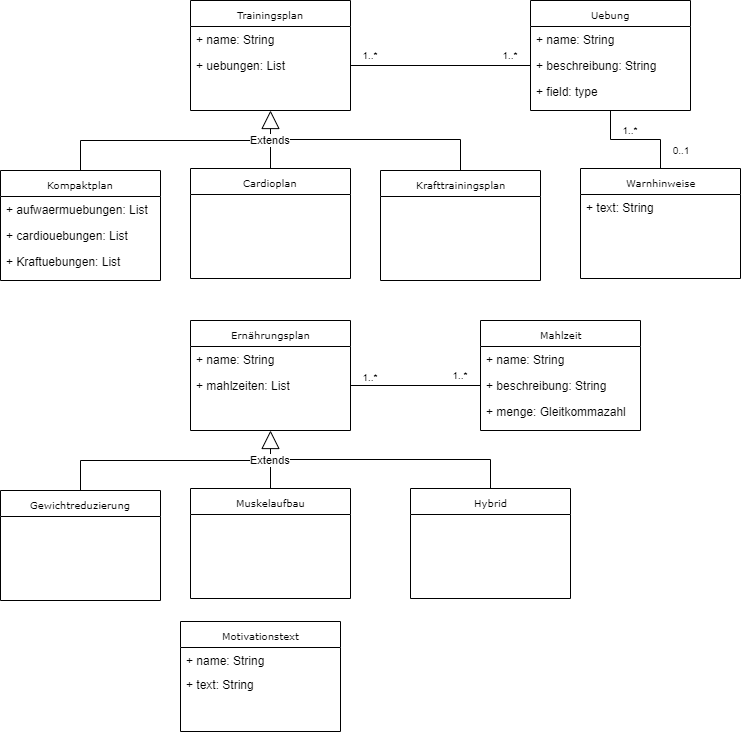 Trainingsplan
+ name: String
+ uebungen: List
1..*
1..*
Uebung
+ name: String
+ beschreibung: String
+ field: type
1..*
0..1
Extends
Kompaktplan
+ aufwaermuebungen: List
+ cardiouebungen: List
+ Kraftuebungen: List
Cardioplan
Krafttrainingsplan
Warnhinweise
+ text: String
Ernährungsplan
+ name: String
+ mahlzeiten: List
1..*
1..*
Mahlzeit
+ name: String
+ beschreibung: String
+ menge: Gleitkommazahl
Extends
Gewichtreduzierung
Muskelaufbau
Hybrid
Motivationstext
+ name: String
+ text: String